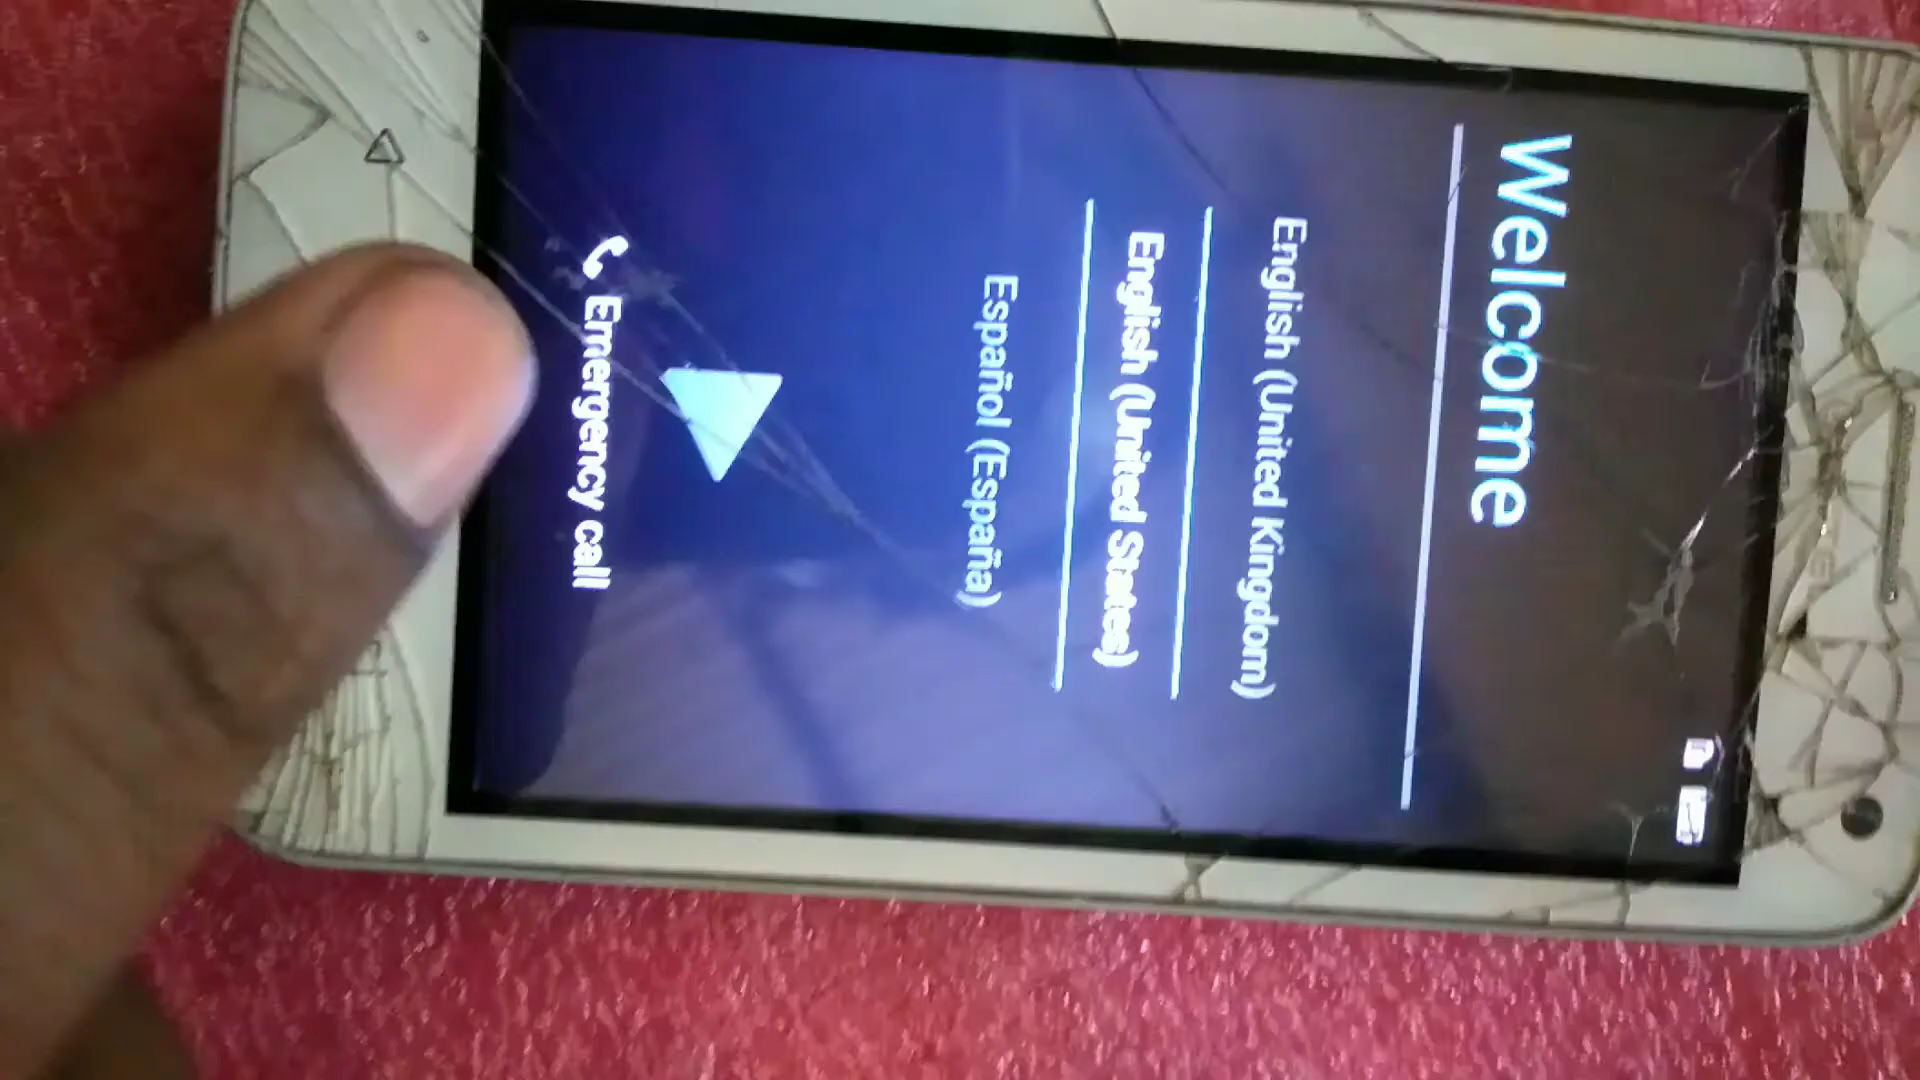 Welcome
English (United Kingdom)
English (United States)
Español (España)
Emergency call